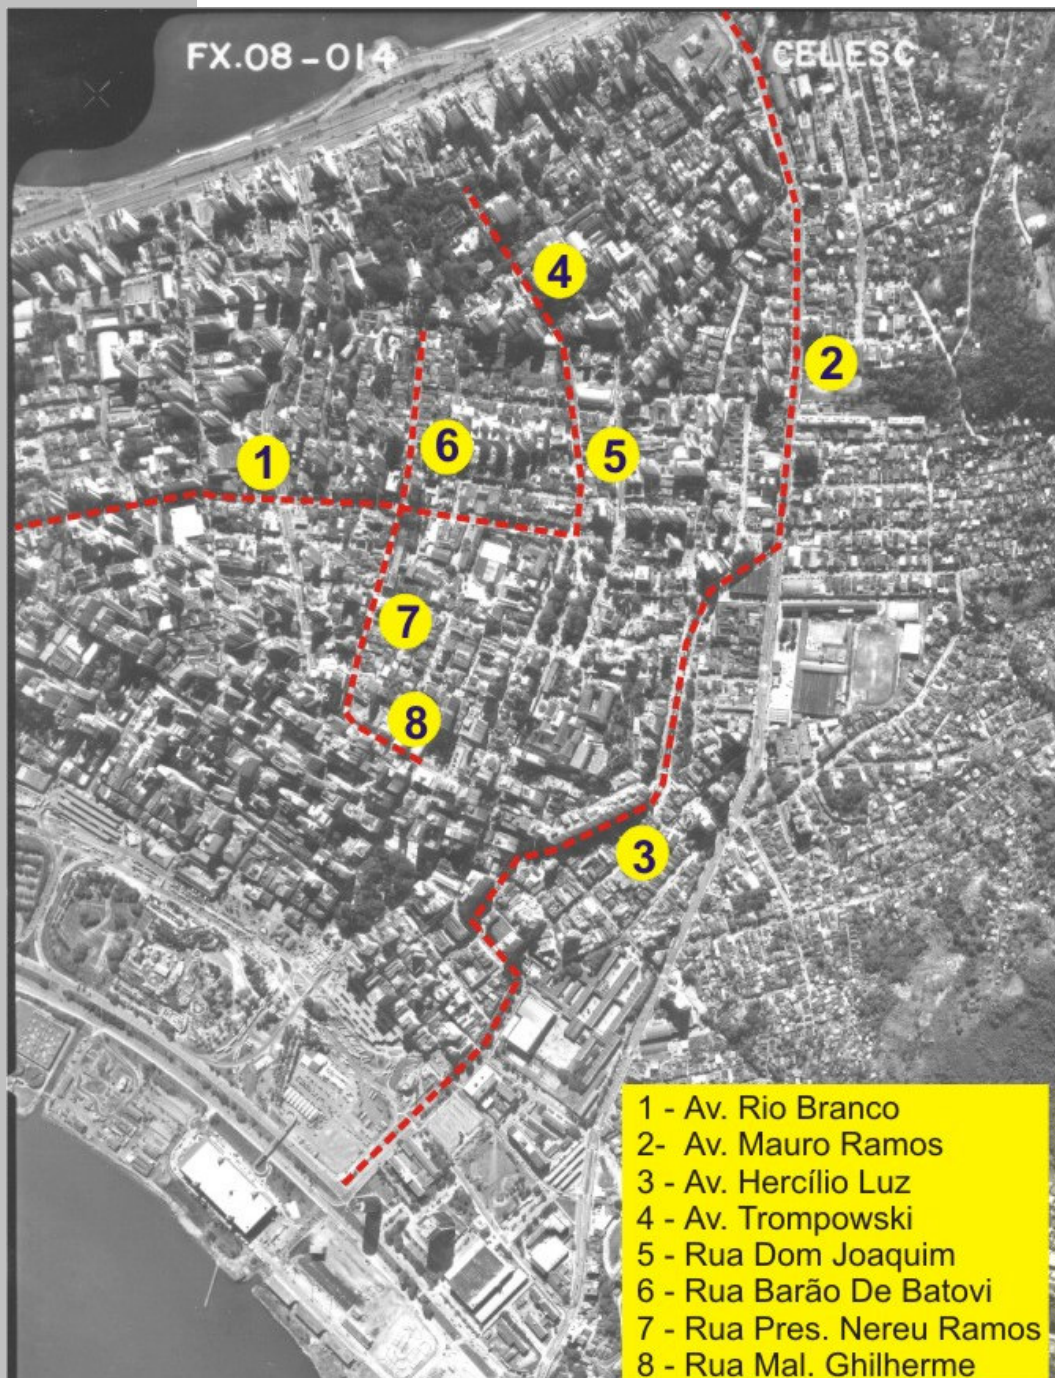 FX.08-014 CELESC
4
2
1
6
5
7
8
3
1 - Av. Rio Branco
2- Av. Mauro Ramos
3 - Av. Hercílio Luz
4 - Av. Trompowski
5 - Rua Dom Joaquim
6 - Rua Barão De Batovi
7 - Rua Pres. Nereu Ramos
8 - Rua Mal. Ghilherme